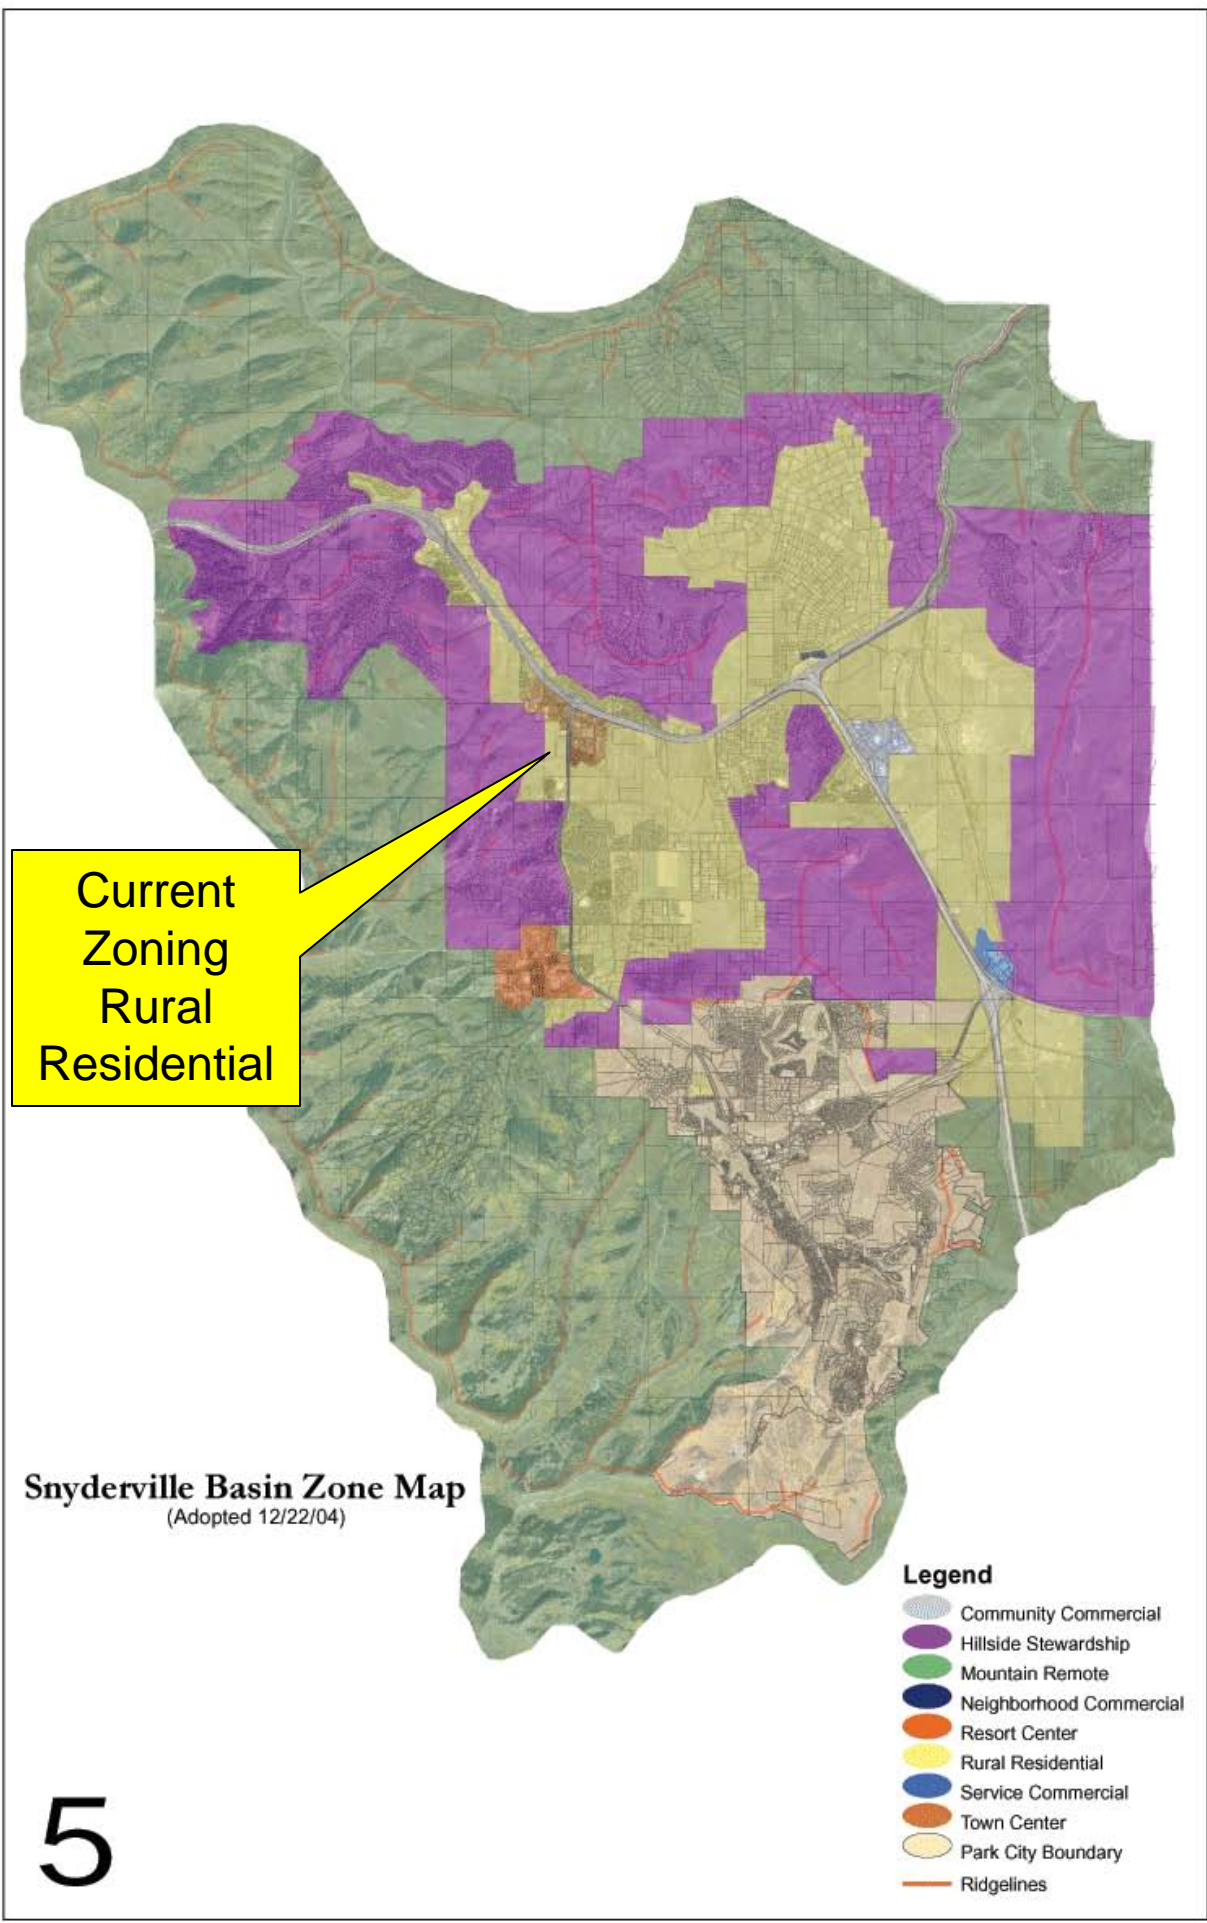 Current
Zoning
Rural
Residential
Snyderville Basin Zone Map
(Adopted 12/22/04)
Legend
Community Commercial
Hillside Stewardship
Mountain Remote
Neighborhood Commercial
Resort Center
Rural Residential
Service Commercial
Town Center
Park City Boundary
Ridgelines
5